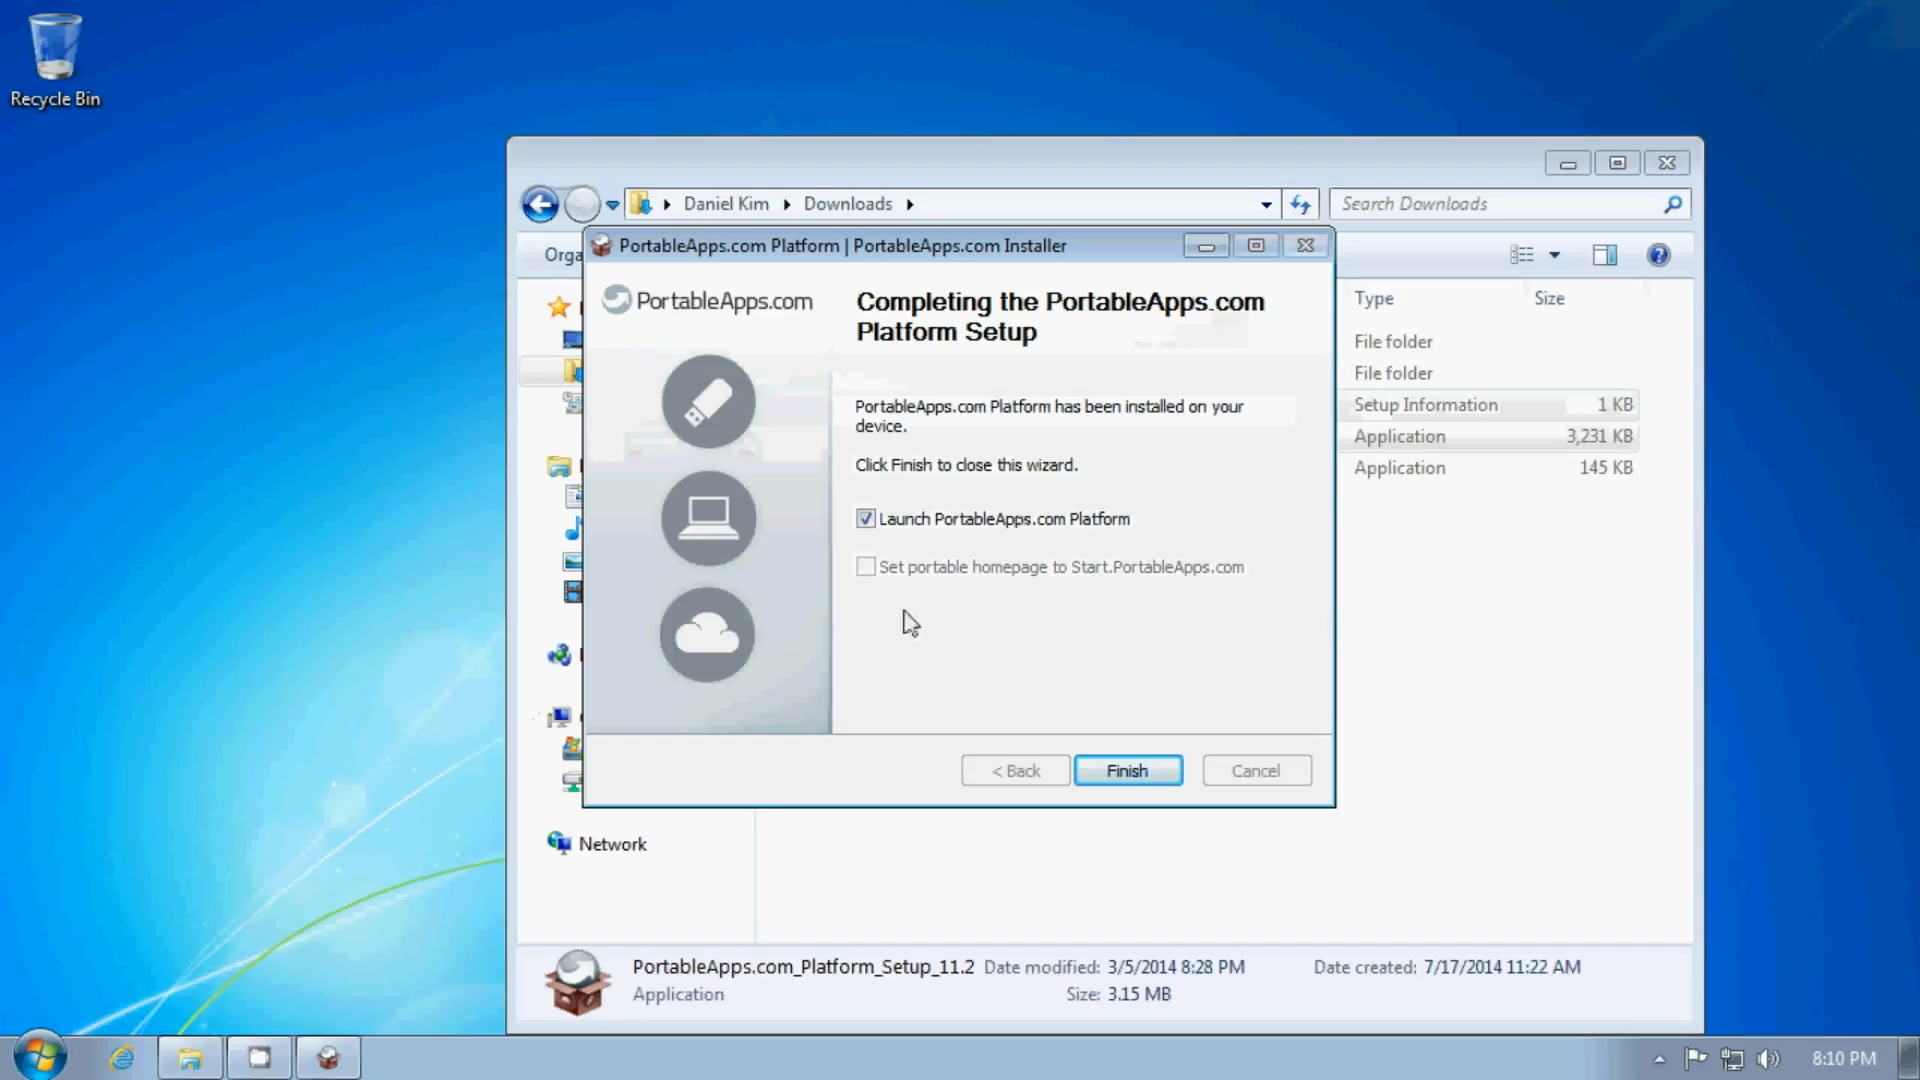 Recycle Bin
Daniel Kim
Downloads
Search Downloads
Orga
PortableApps.com Platform | PortableApps.com Installer
PortableApps.com
Completing the PortableApps.com
Platform Setup
PortableApps.com Platform has been installed on your
device.
Click Finish to close this wizard.
Launch PortableApps.com Platform
Set portable homepage to Start.PortableApps.com
< Back
Finish
Cancel
Type Size
File folder
File folder
Setup Information 1 KB
Application 3,231 KB
Application 145 KB
Network
PortableApps.com_Platform_Setup_11.2 Date modified: 3/5/2014 8:28 PM Date created: 7/17/2014 11:22 AM
Application Size: 3.15 MB
8:10 PM